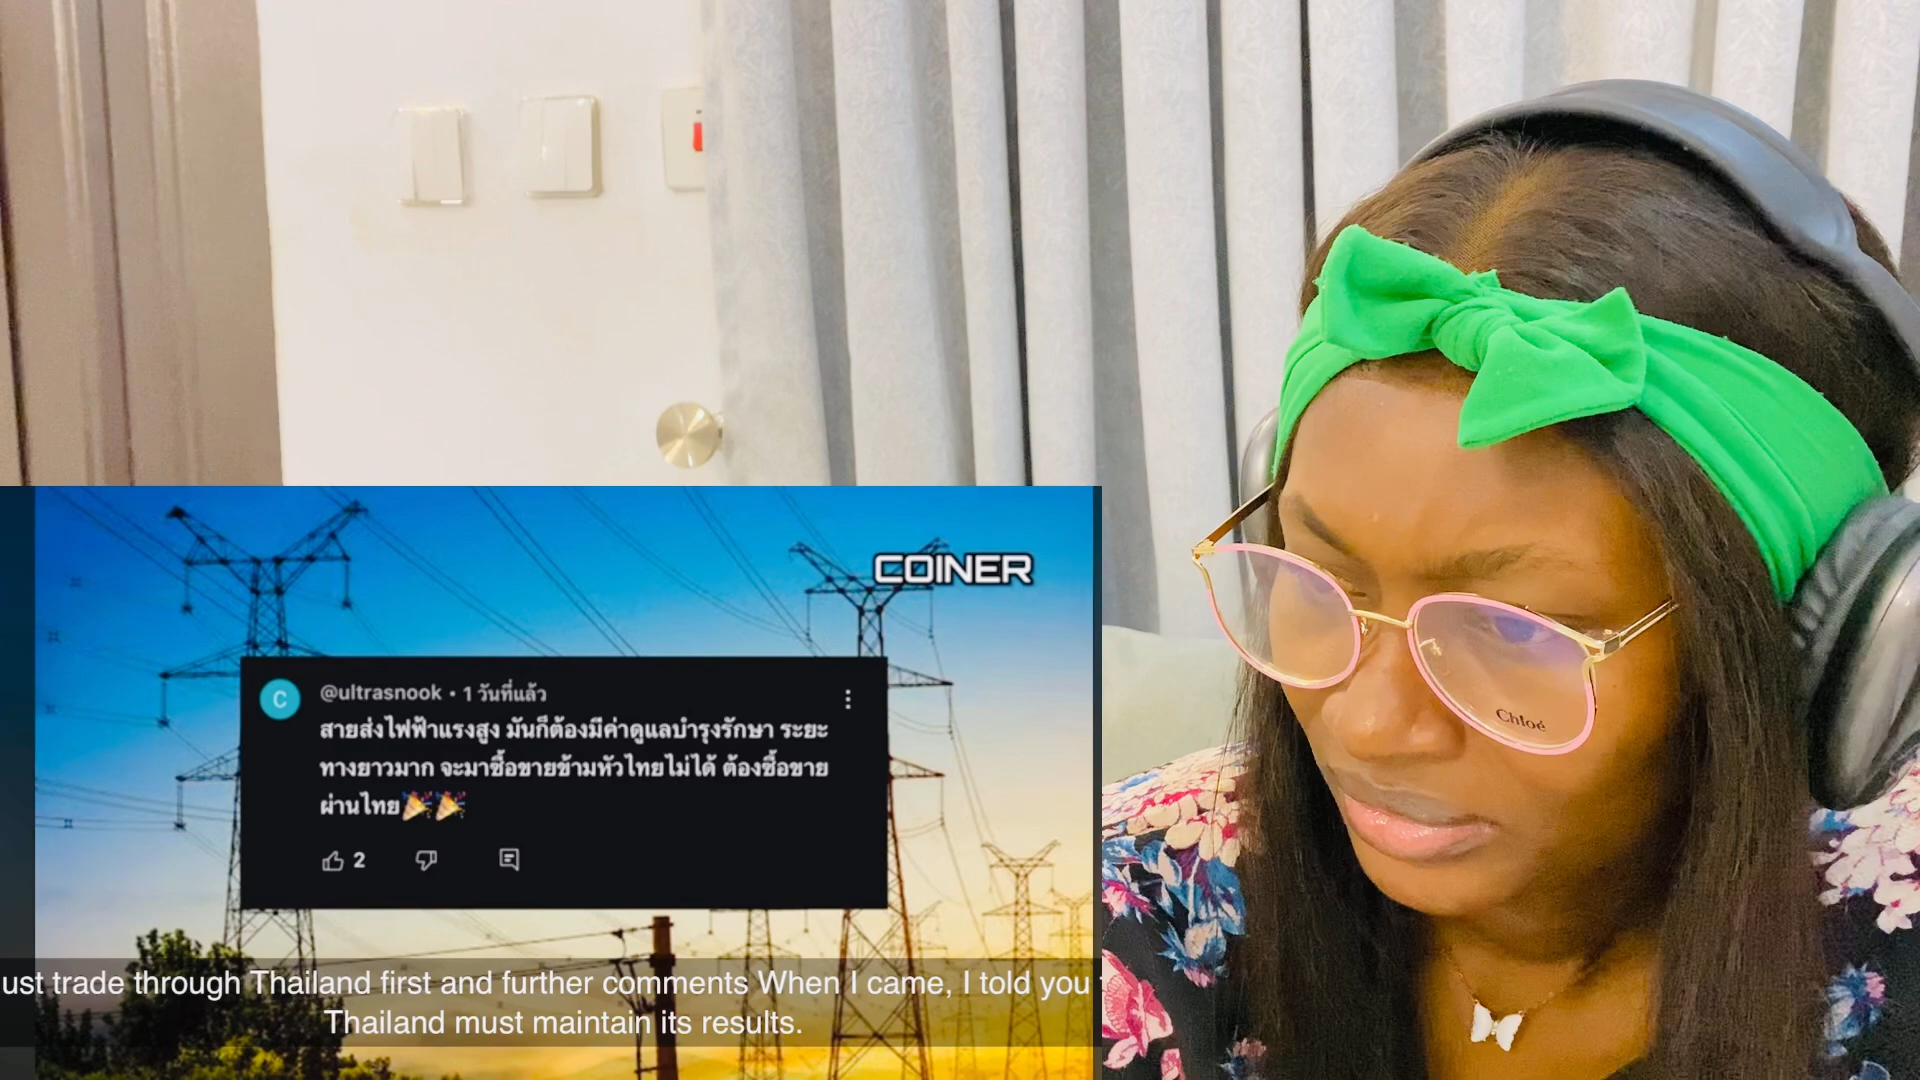 COINER
C
@ultrasnook • 1 วันที่แล้ว
สายส่งไฟฟ้าแรงสูง มันก็ต้องมีค่าดูแลบำรุงรักษา ระยะ
ทางยาวมาก จะมาซื้อขายข้ามหัวไทยไม่ได้ ต้องซื้อขาย
ผ่านไทย🎉🎉
2
ust trade through Thailand first and further comments When I came, I told you
Thailand must maintain its results.
Chloé